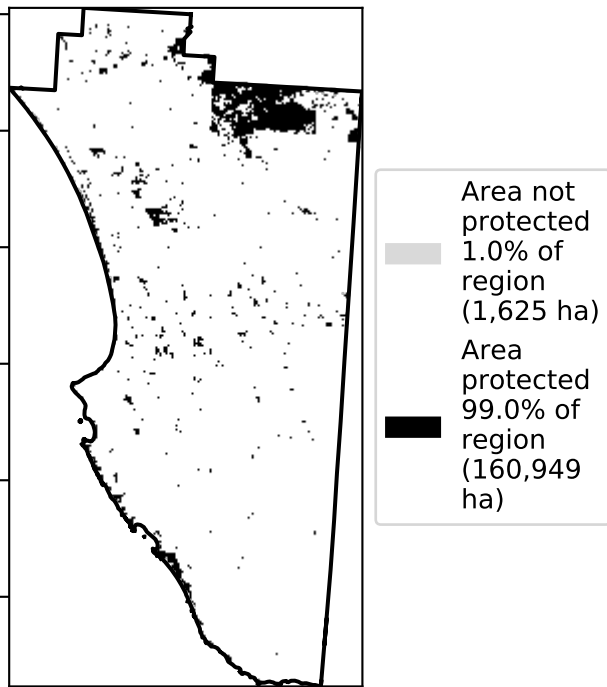 Area not
protected
1.0% of
region
(1,625 ha)
Area
protected
99.0% of
region
(160,949
ha)